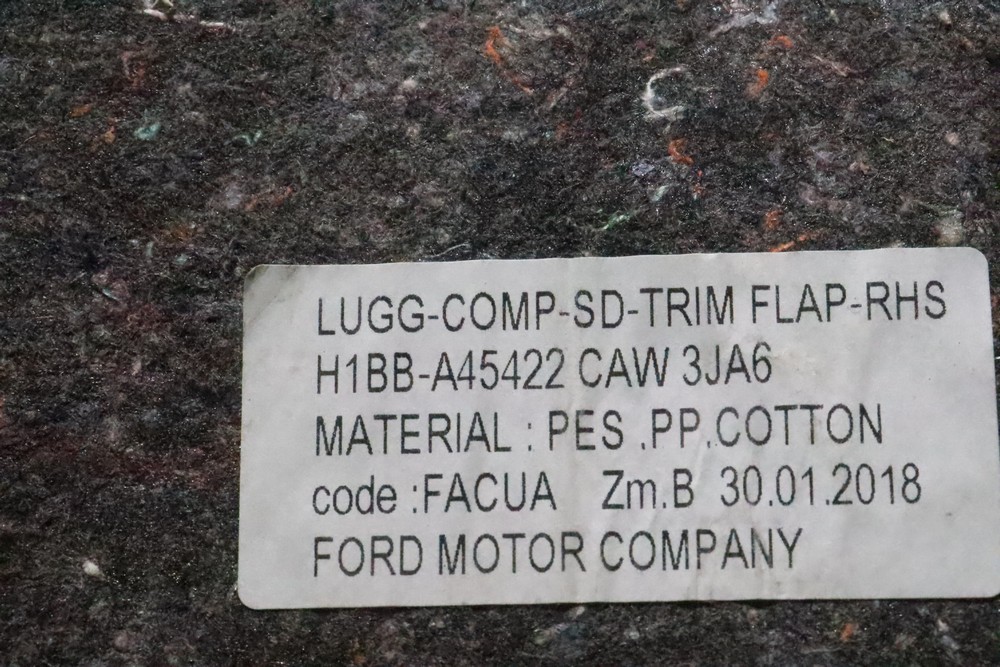 LUGG-COMP-SD-TRIM FLAP-RHS
H1BB-A45422 CAW 3JA6
MATERIAL : PES .PP.COTTON
code :FACUA Zm.B 30.01.2018
FORD MOTOR COMPANY